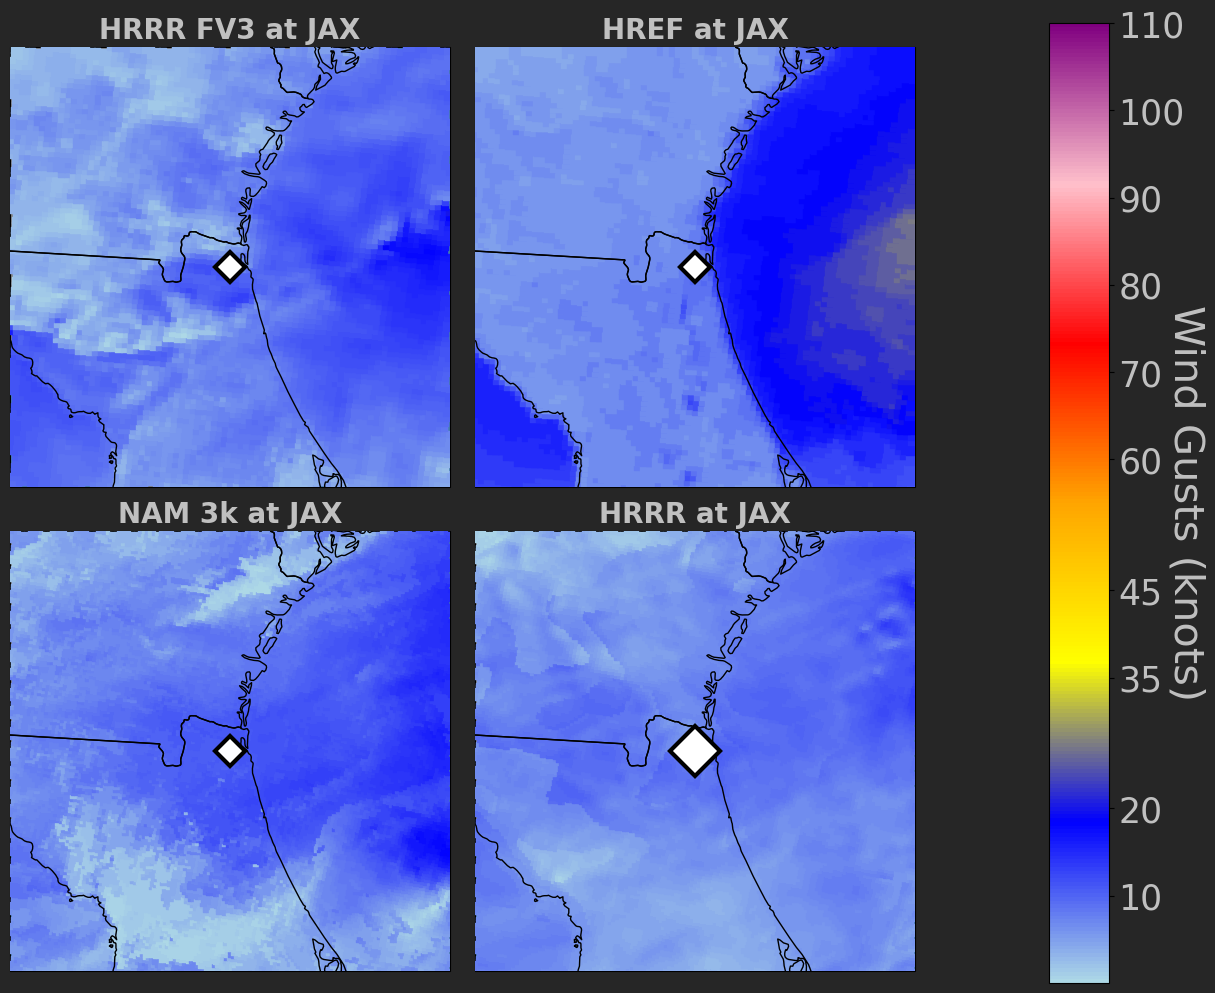 HRRR FV3 at JAX
HREF at JAX
NAM 3k at JAX
HRRR at JAX
110
100
90
80
70
60
45
35
20
10
Wind Gusts (knots)